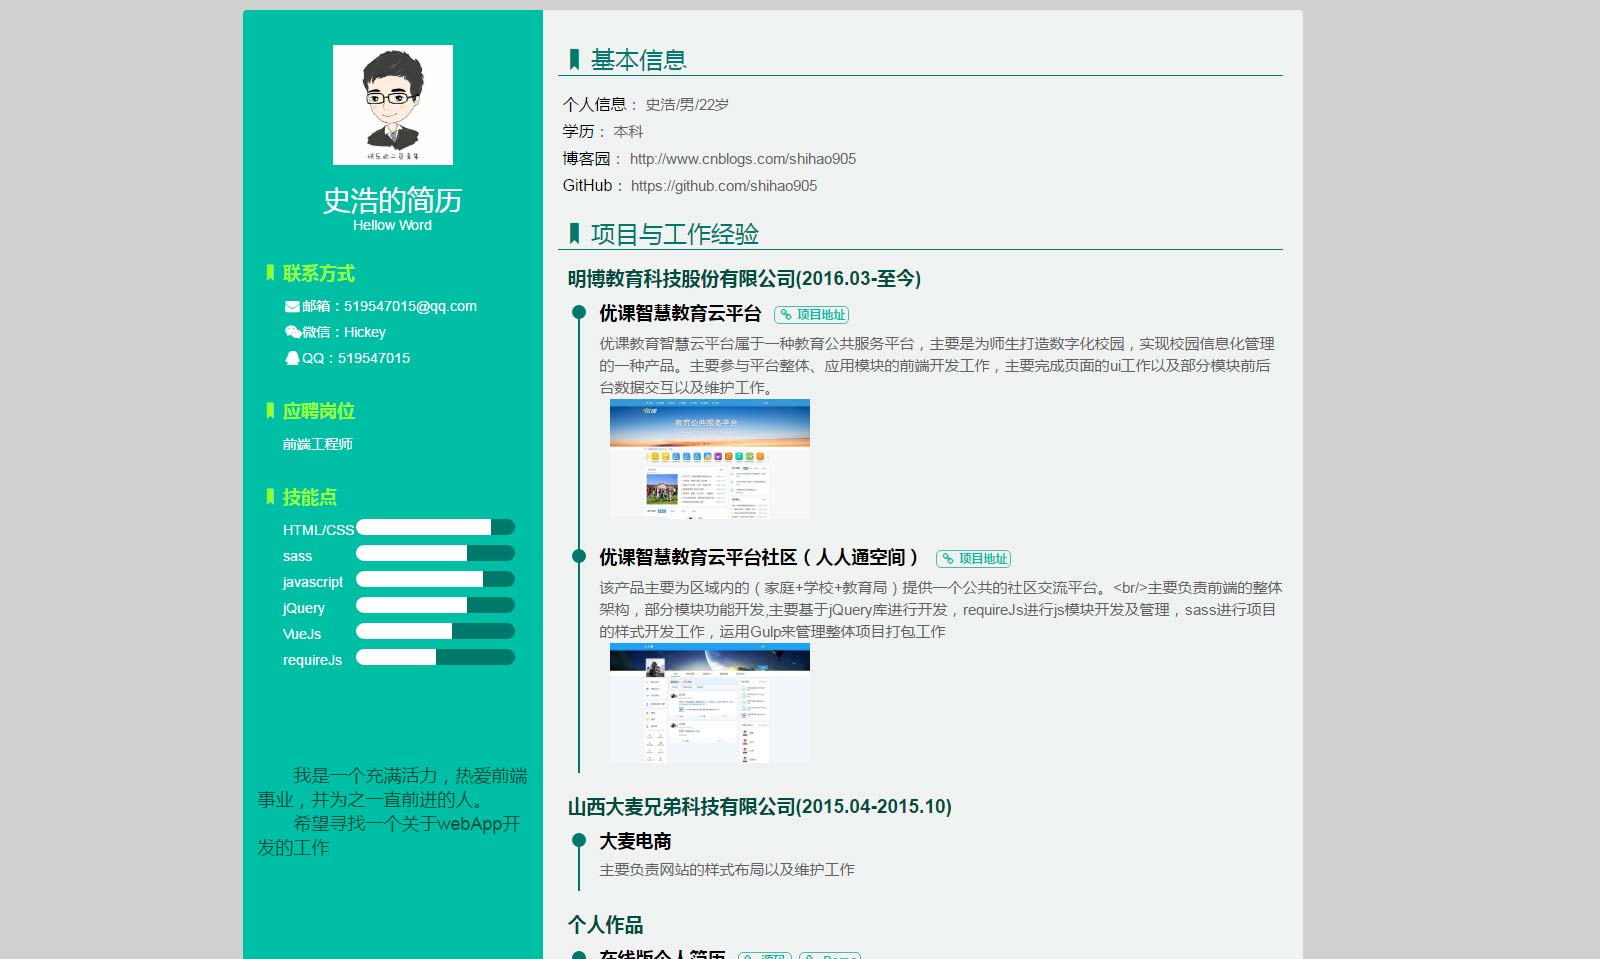 快乐的二货青年
史浩的简历
Hellow Word
联系方式
邮箱：519547015@qq.com
微信：Hickey
QQ：519547015
应聘岗位
前端工程师
技能点
HTML/CSS
sass
javascript
jQuery
VueJs
requireJs
我是一个充满活力，热爱前端
事业，并为之一直前进的人。
希望寻找一个关于webApp开
发的工作
基本信息
个人信息： 史浩/男/22岁
学历： 本科
博客园： http://www.cnblogs.com/shihao905
GitHub： https://github.com/shihao905
项目与工作经验
明博教育科技股份有限公司(2016.03-至今)
优课智慧教育云平台 项目地址
优课教育智慧云平台属于一种教育公共服务平台，主要是为师生打造数字化校园，实现校园信息化管理
的一种产品。主要参与平台整体、应用模块的前端开发工作，主要完成页面的ui工作以及部分模块前后
台数据交互以及维护工作。
教育公共服务平台
优课智慧教育云平台社区（人人通空间） 项目地址
该产品主要为区域内的（家庭+学校+教育局）提供一个公共的社区交流平台。<br/>主要负责前端的整体
架构，部分模块功能开发,主要基于jQuery库进行开发，requireJs进行js模块开发及管理，sass进行项目
的样式开发工作，运用Gulp来管理整体项目打包工作
山西大麦兄弟科技有限公司(2015.04-2015.10)
大麦电商
主要负责网站的样式布局以及维护工作
个人作品
在线版个人简历 源码 Demo